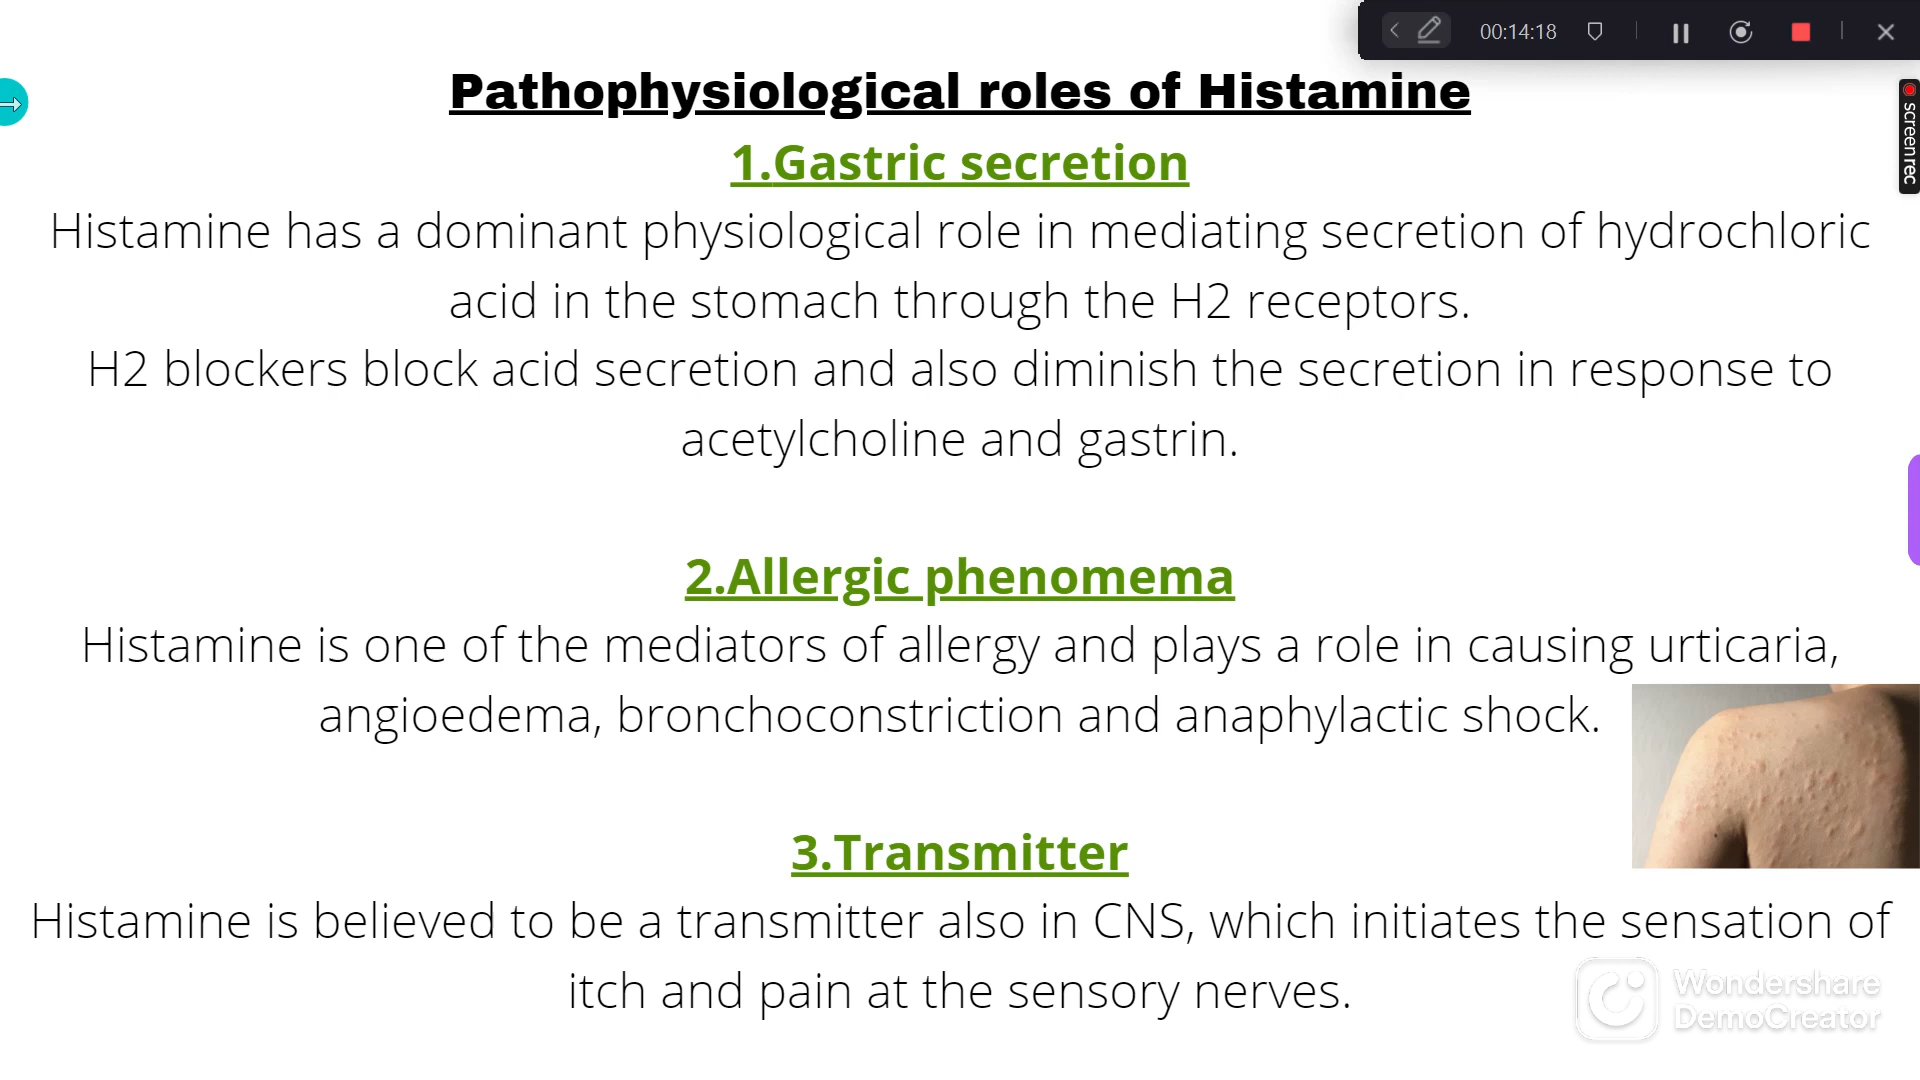 00:14:18
Pathophysiological roles of Histamine
screenrec
1.Gastric secretion
Histamine has a dominant physiological role in mediating secretion of hydrochloric
acid in the stomach through the H2 receptors.
H2 blockers block acid secretion and also diminish the secretion in response to
acetylcholine and gastrin.
2.Allergic phenomema
Histamine is one of the mediators of allergy and plays a role in causing urticaria,
angioedema, bronchoconstriction and anaphylactic shock.
3.Transmitter
Histamine is believed to be a transmitter also in CNS, which initiates the sensation of
itch and pain at the sensory nerves.
Wondershare
DemoCreator